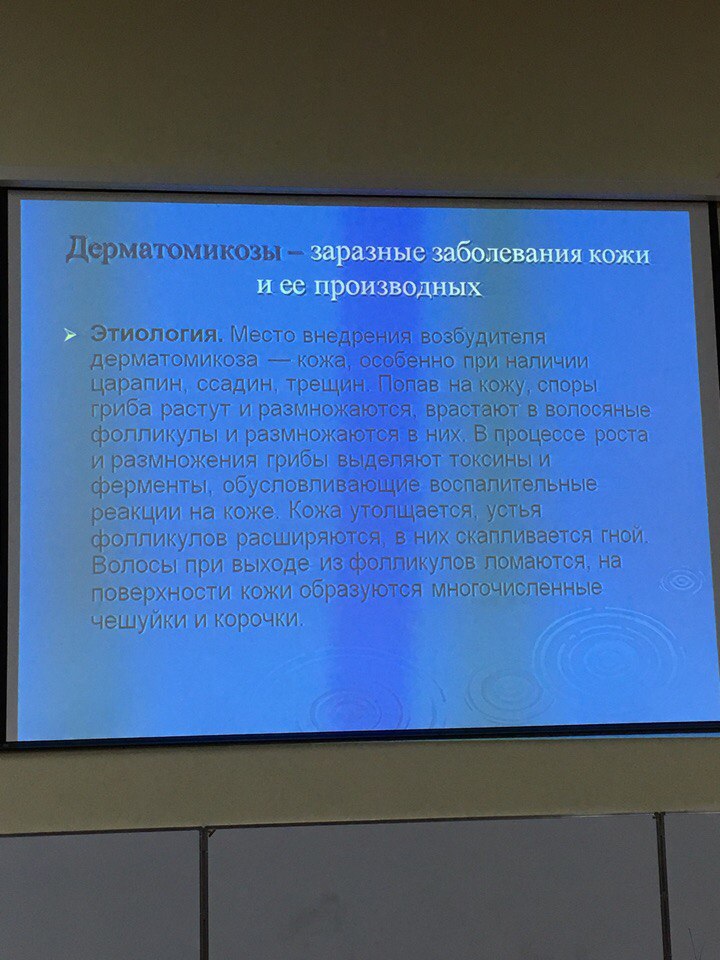 Дерматомикозы – заразные заболевания кожи
и ее производных
Этиология. Место внедрения возбудителя
дерматомикоза — кожа, особенно при наличии
царапин, ссадин, трещин. Попав на кожу, споры
гриба растут и размножаются, врастают в волосяные
фолликулы и размножаются в них. В процессе роста
и размножения грибы выделяют токсины и
ферменты, обусловливающие воспалительные
реакции на коже. Кожа утолщается, устья
фолликулов расширяются, в них скапливается гной.
Волосы при выходе из фолликулов ломаются, на
поверхности кожи образуются многочисленные
чешуйки и корочки.